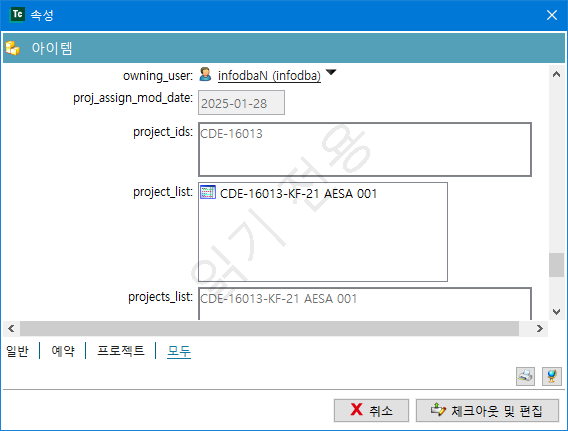 Tc 속성
아이템
owning_user: infodbaN (infodba)
proj_assign_mod_date: 2025-01-28
project_ids: CDE-16013
project_list: CDE-16013-KF-21 AESA 001
projects_list: CDE-16013-KF-21 AESA 001
읽기 전용
일반 예약 프로젝트 모두
취소 체크아웃 및 편집